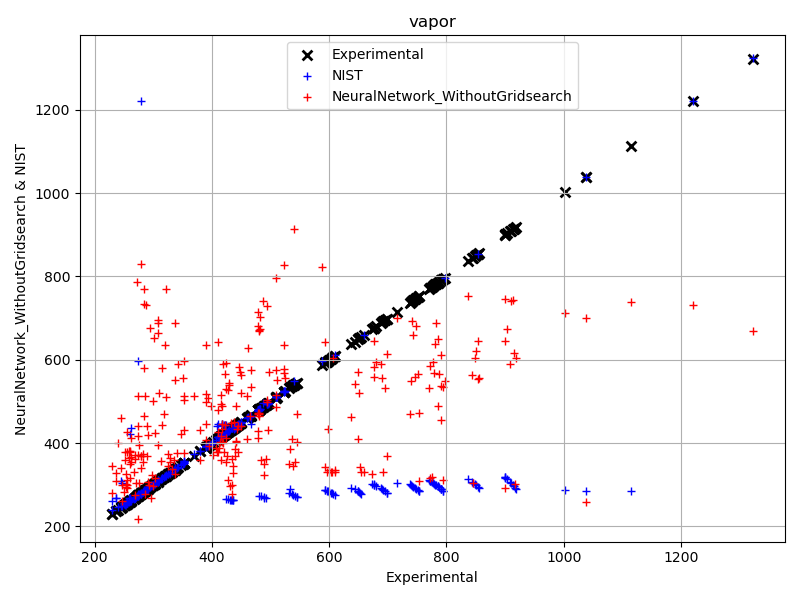 vapor
Experimental
NIST
NeuralNetwork_WithoutGridsearch
NeuralNetwork_WithoutGridsearch & NIST
1200
1000
800
600
400
200
200 400 600 800 1000 1200
Experimental